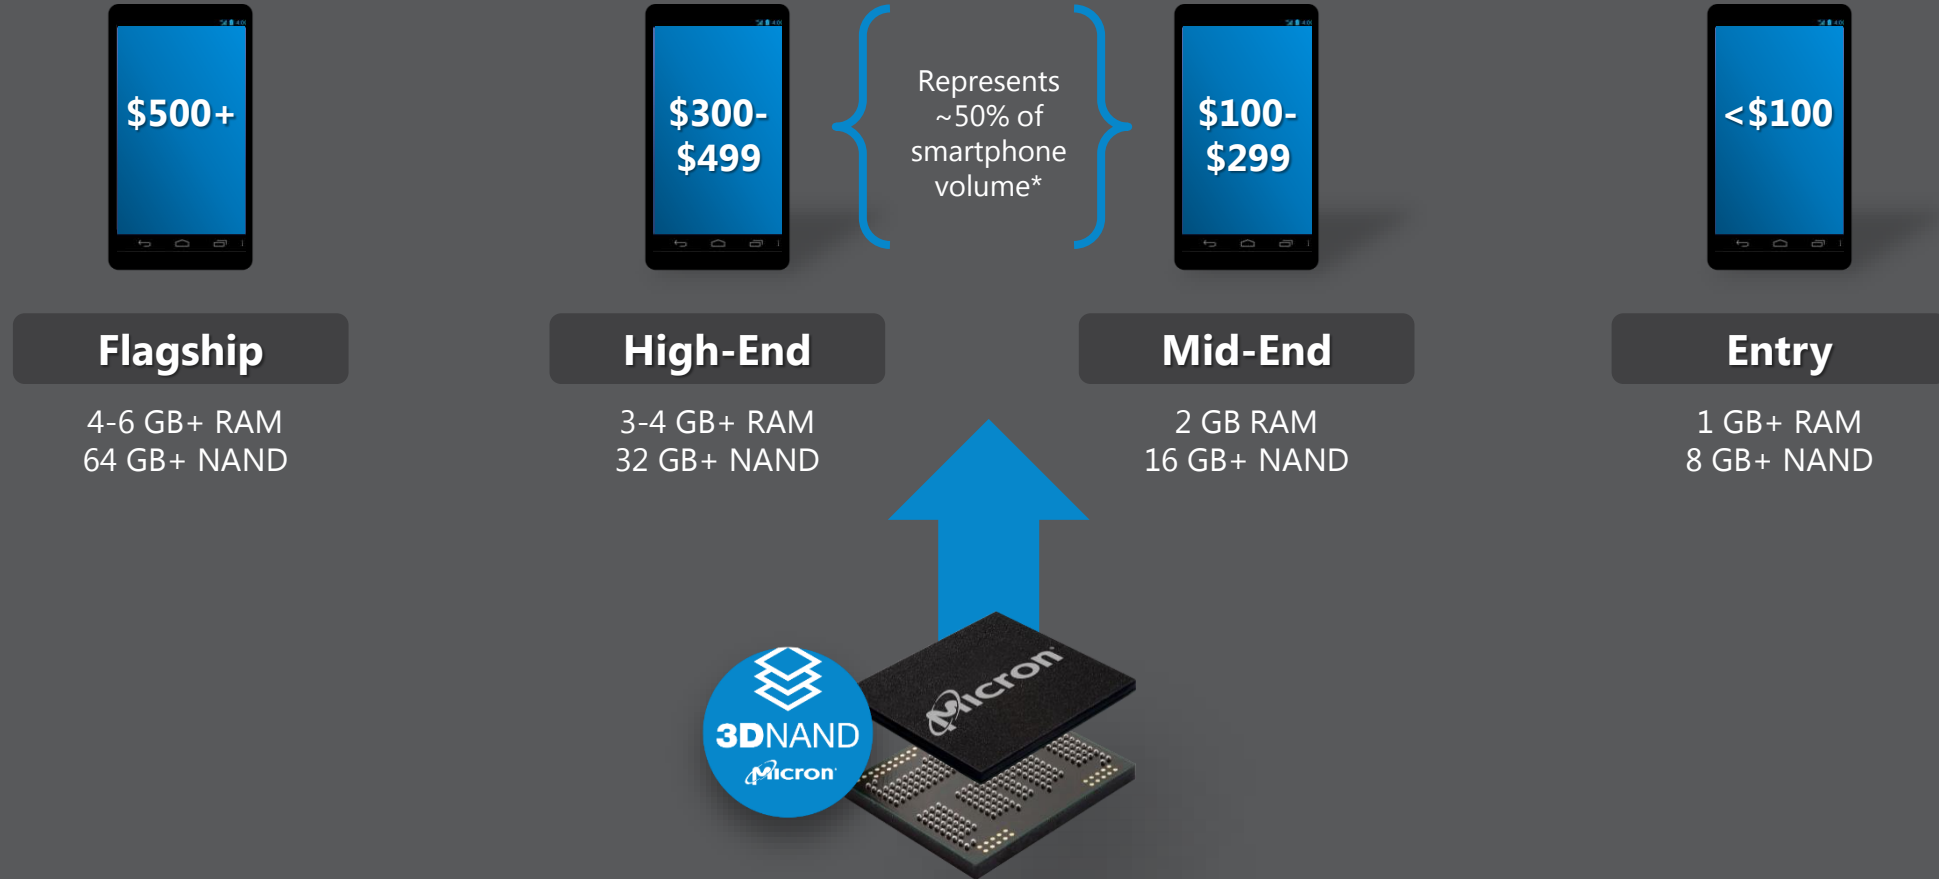 $500+
$300-
$499
Represents
~50% of
smartphone
volume*
$100-
$299
<$100
Flagship
High-End
Mid-End
Entry
4-6 GB+ RAM
64 GB+ NAND
3-4 GB+ RAM
32 GB+ NAND
2 GB RAM
16 GB+ NAND
1 GB+ RAM
8 GB+ NAND
Micron
3DNAND
Micron